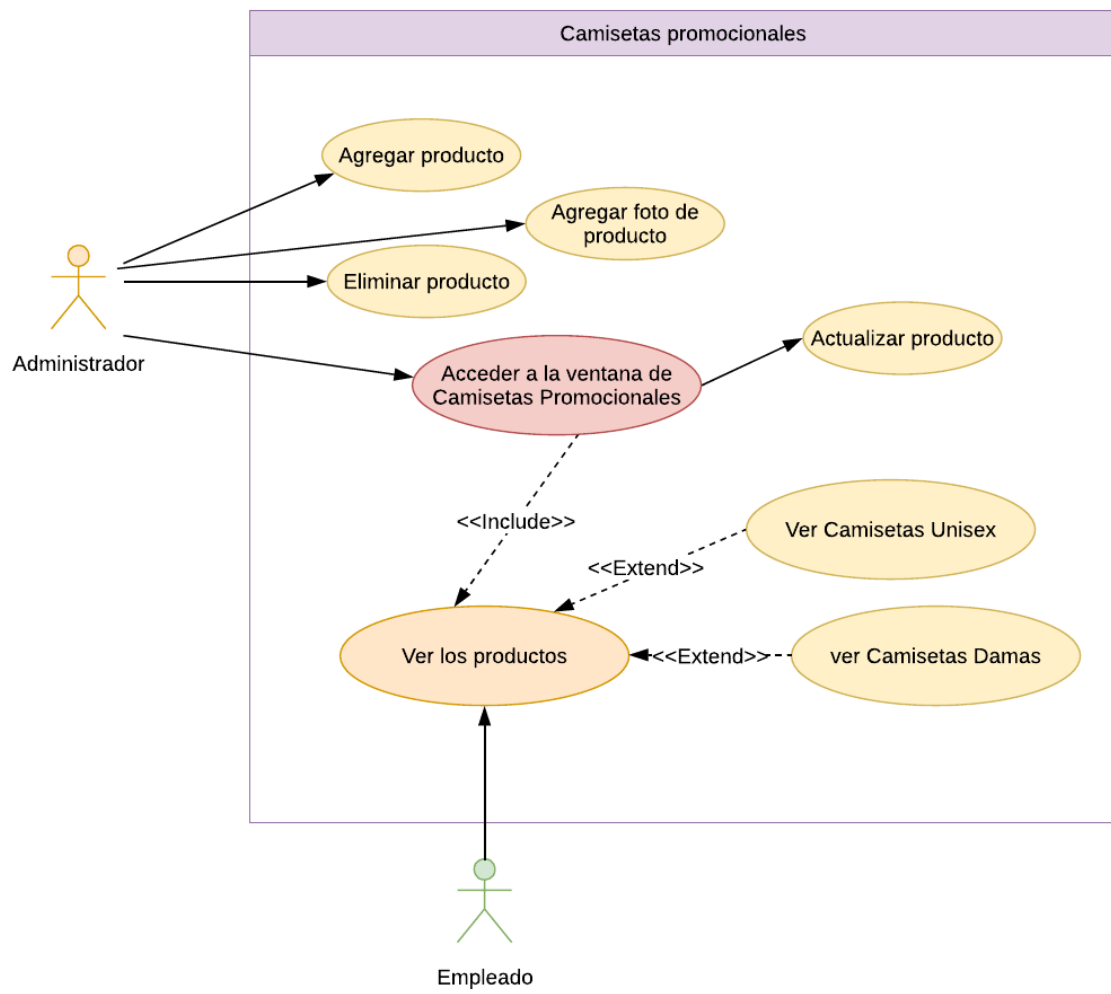 Camisetas promocionales
Agregar producto
Agregar foto de
producto
Eliminar producto
Administrador
Actualizar producto
Acceder a la ventana de
Camisetas Promocionales
<<Include>>
Ver Camisetas Unisex
<<Extend>>
Ver los productos
<<Extend>>
ver Camisetas Damas
Empleado